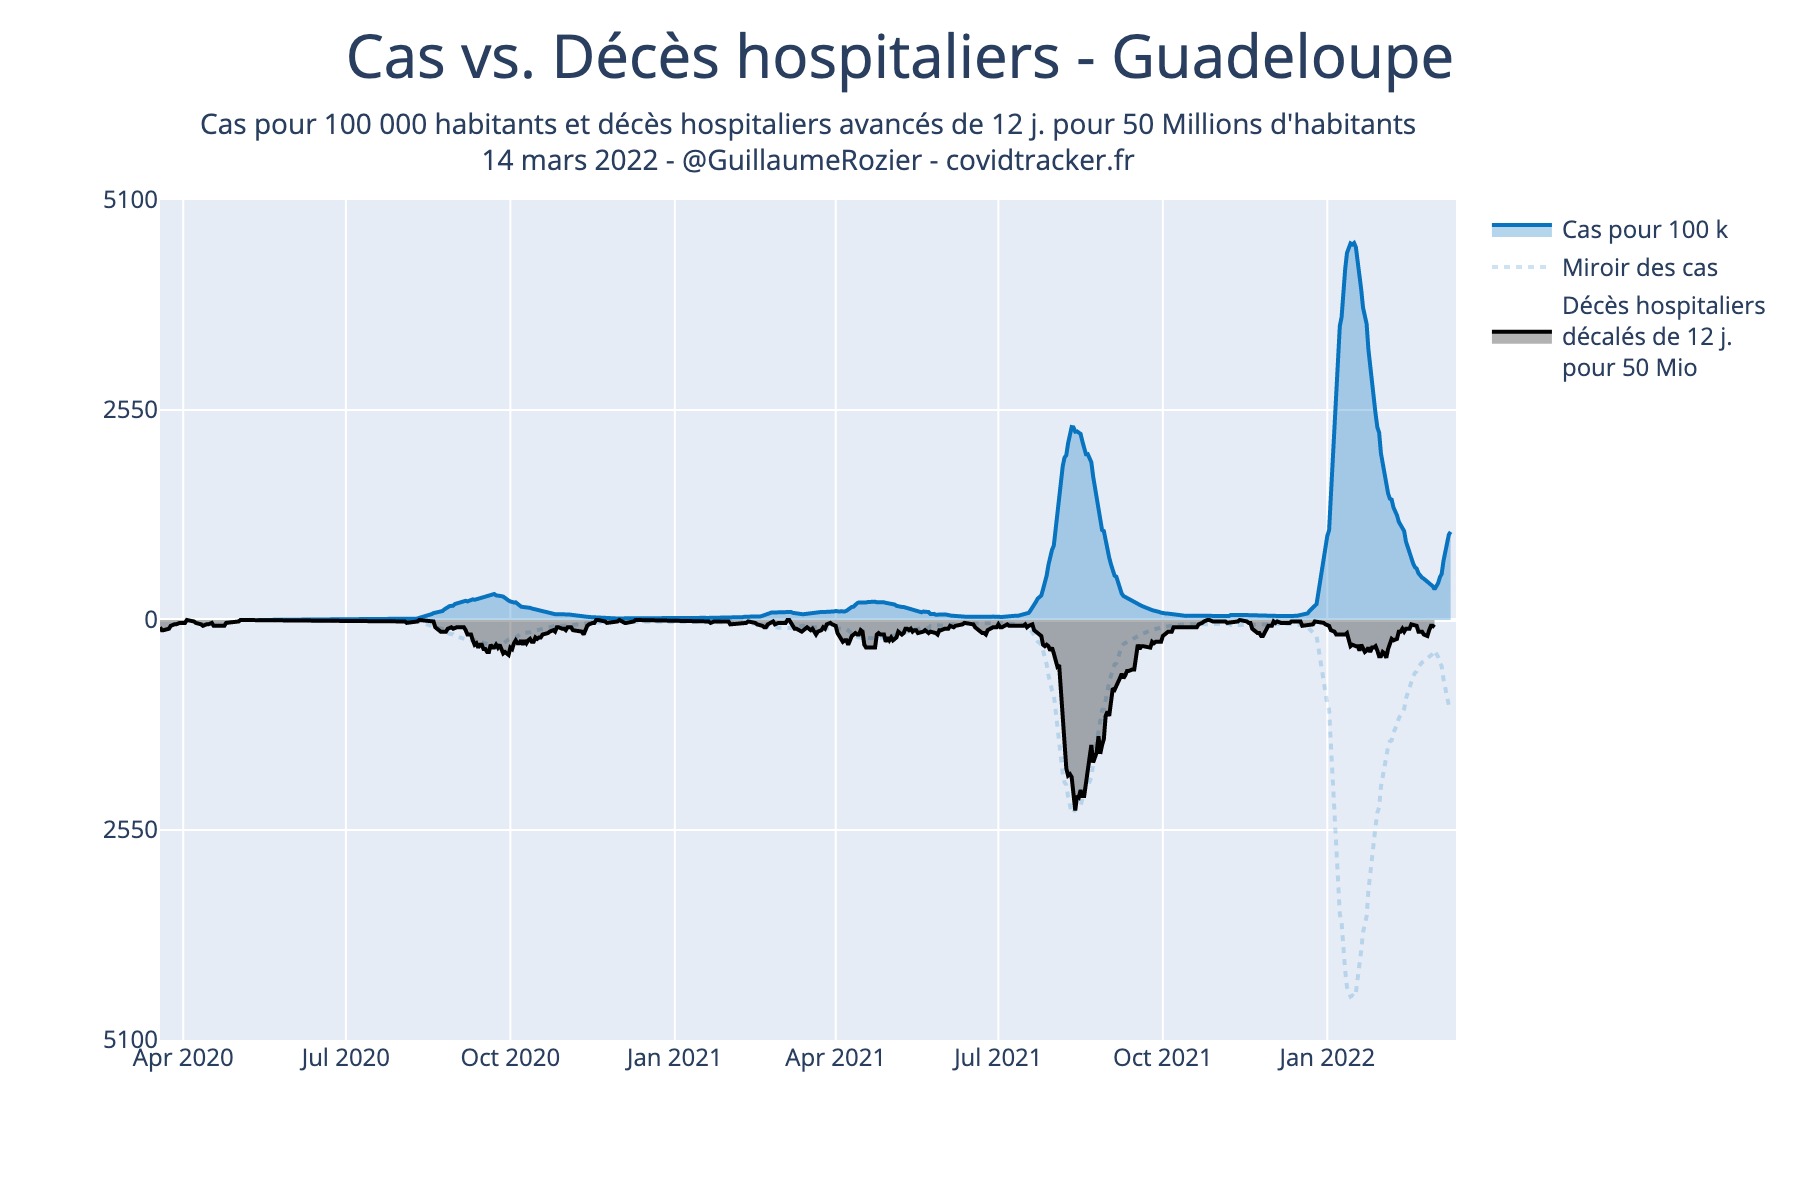 Cas vs. Décès hospitaliers - Guadeloupe
Cas pour 100 000 habitants et décès hospitaliers avancés de 12 j. pour 50 Millions d'habitants
14 mars 2022 - @GuillaumeRozier - covidtracker.fr
5100
2550
0
2550
5100
Apr 2020
Jul 2020
Oct 2020
Jan 2021
Apr 2021
Jul 2021
Oct 2021
Jan 2022
Cas pour 100 k
Miroir des cas
Décès hospitaliers
décalés de 12 j.
pour 50 Mio